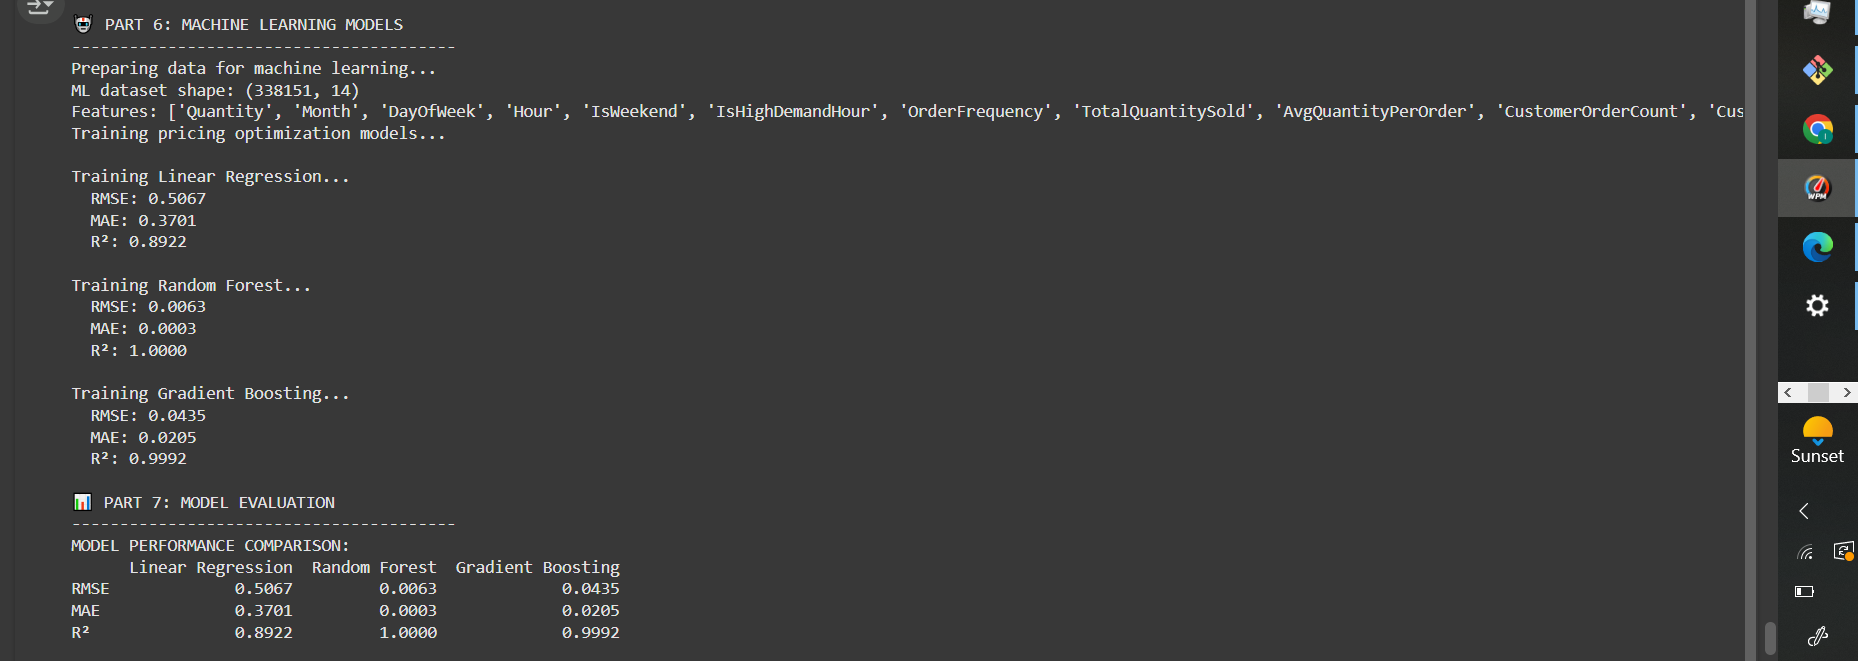 PART 6: MACHINE LEARNING MODELS
----------------------------------------
Preparing data for machine learning...
ML dataset shape: (338151, 14)
Features: ['Quantity', 'Month', 'DayOfWeek', 'Hour', 'IsWeekend', 'IsHighDemandHour', 'OrderFrequency', 'TotalQuantitySold', 'AvgQuantityPerOrder', 'CustomerOrderCount', 'Cus
Training pricing optimization models...
Training Linear Regression...
RMSE: 0.5067
MAE: 0.3701
R²: 0.8922
Training Random Forest...
RMSE: 0.0063
MAE: 0.0003
R²: 1.0000
Training Gradient Boosting...
RMSE: 0.0435
MAE: 0.0205
R²: 0.9992
PART 7: MODEL EVALUATION
----------------------------------------
MODEL PERFORMANCE COMPARISON:
Linear Regression Random Forest Gradient Boosting
RMSE 0.5067 0.0063 0.0435
MAE 0.3701 0.0003 0.0205
R² 0.8922 1.0000 0.9992
WPM
Sunset